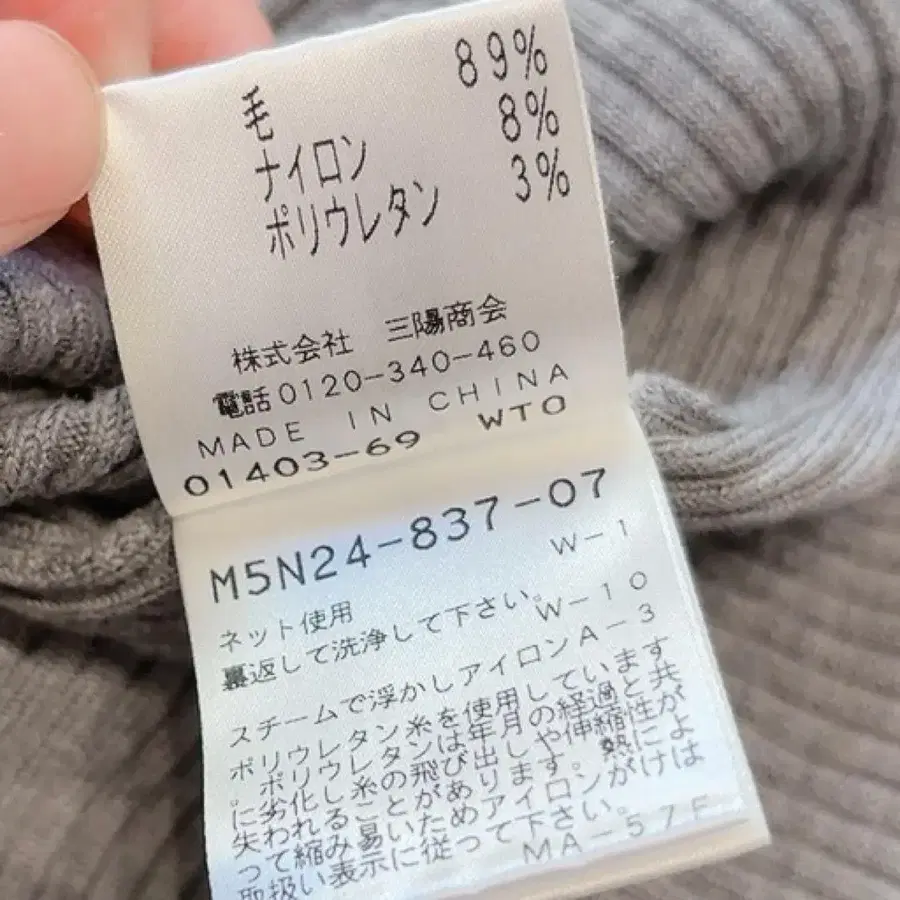 毛 89%
ナイロン 8%
ポリウレタン 3%
株式会社 三陽商会
電話0120-340-460
MADE IN CHINA
01403-69 WTO
M5N24-837-07
W-1
ネット使用
W-10
裏返して洗浄して下さい。
A-3
スチームで浮かしアイロン
ポリウレタン糸を使用しています
。ポリウレタンは年月の経過と共
に劣化し糸の飛び出しや伸縮性が
失われることがあります。熱によ
って縮み易いためアイロンがけは
取扱い表示に従って下さい。
MA-57F